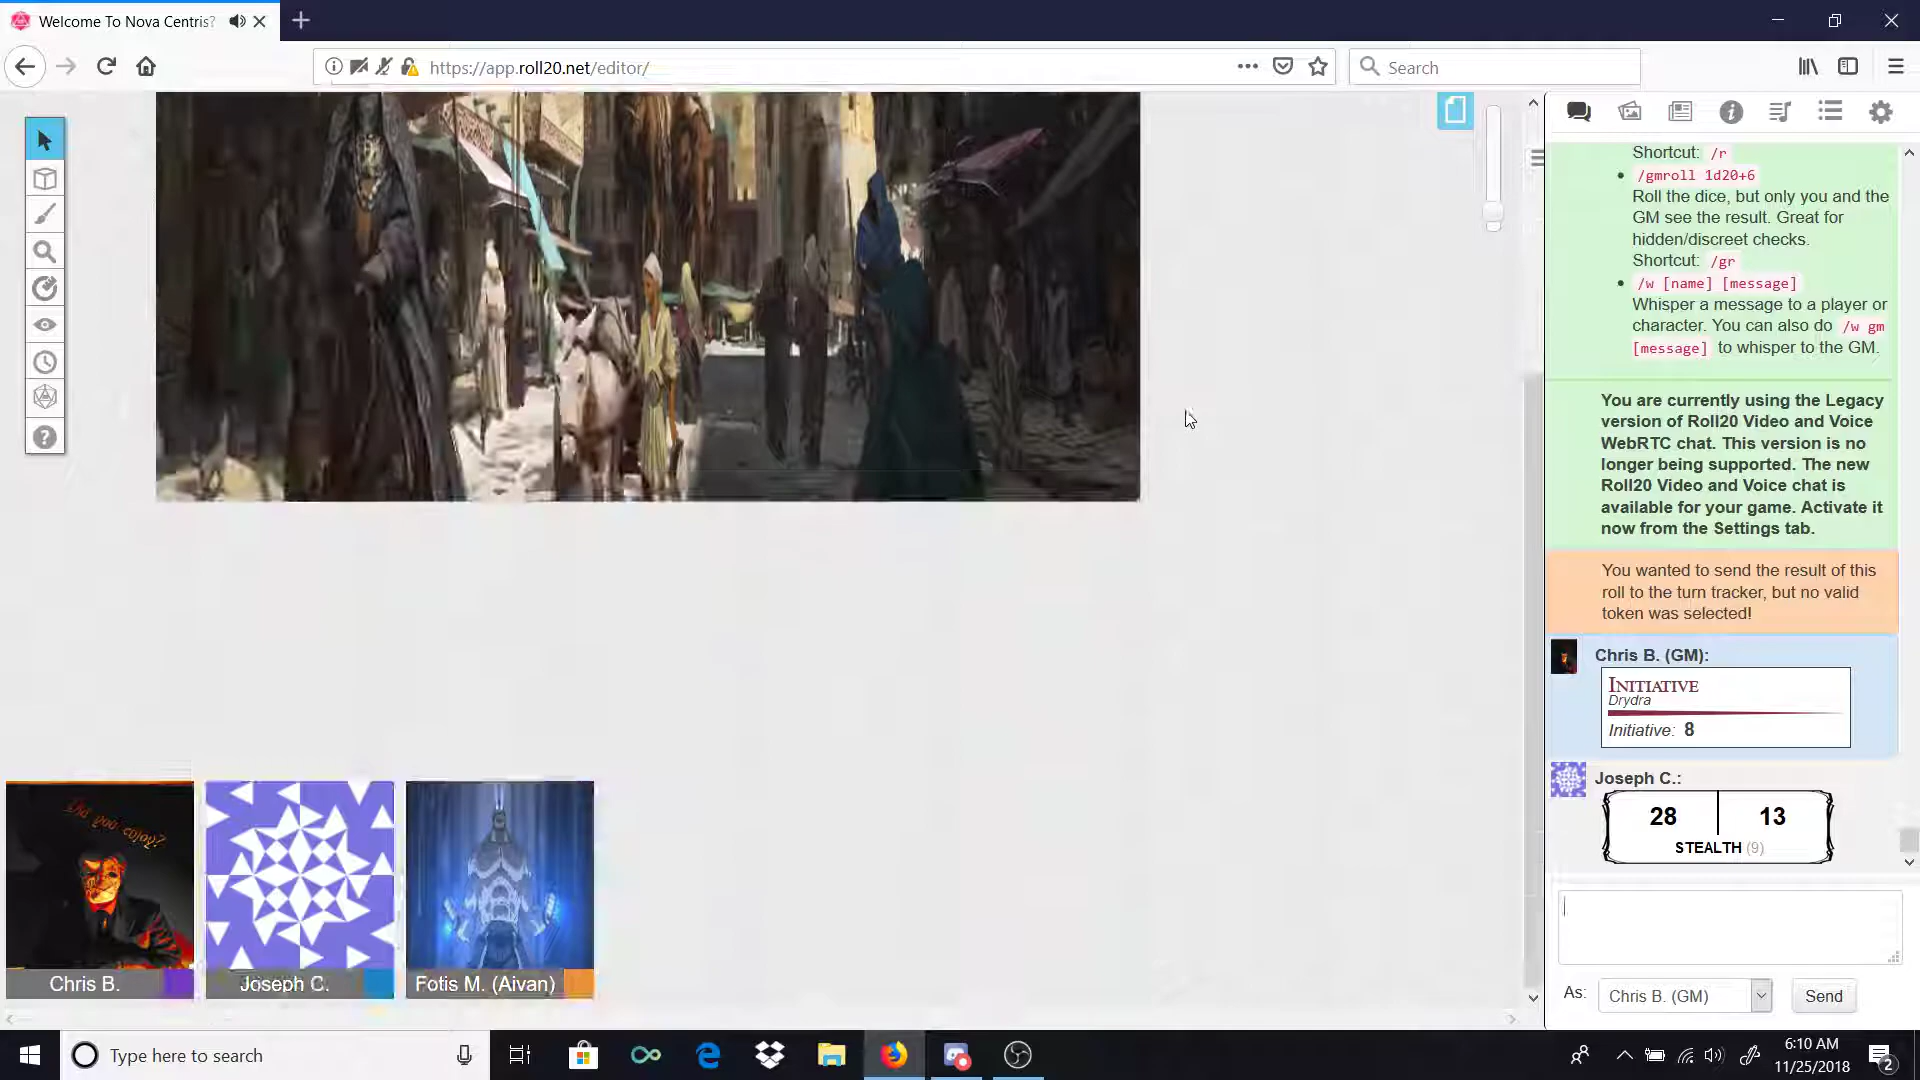 Welcome To Nova Centris?
https://app.roll20.net/editor/
Search
Shortcut: /r
/gmroll 1d20+6
Roll the dice, but only you and the
GM see the result. Great for
hidden/discreet checks.
Shortcut: /gr
/w [name] [message]
Whisper a message to a player or
character. You can also do /w gm
[message] to whisper to the GM.
You are currently using the Legacy
version of Roll20 Video and Voice
WebRTC chat. This version is no
longer being supported. The new
Roll20 Video and Voice chat is
available for your game. Activate it
now from the Settings tab.
You wanted to send the result of this
roll to the turn tracker, but no valid
token was selected!
Chris B. (GM):
INITIATIVE
Drydra
Initiative: 8
Joseph C.:
28 13
STEALTH (9)
As: Chris B. (GM) Send
Chris B.
Joseph C.
Fotis M. (Aivan)
Type here to search
6:10 AM
11/25/2018
2